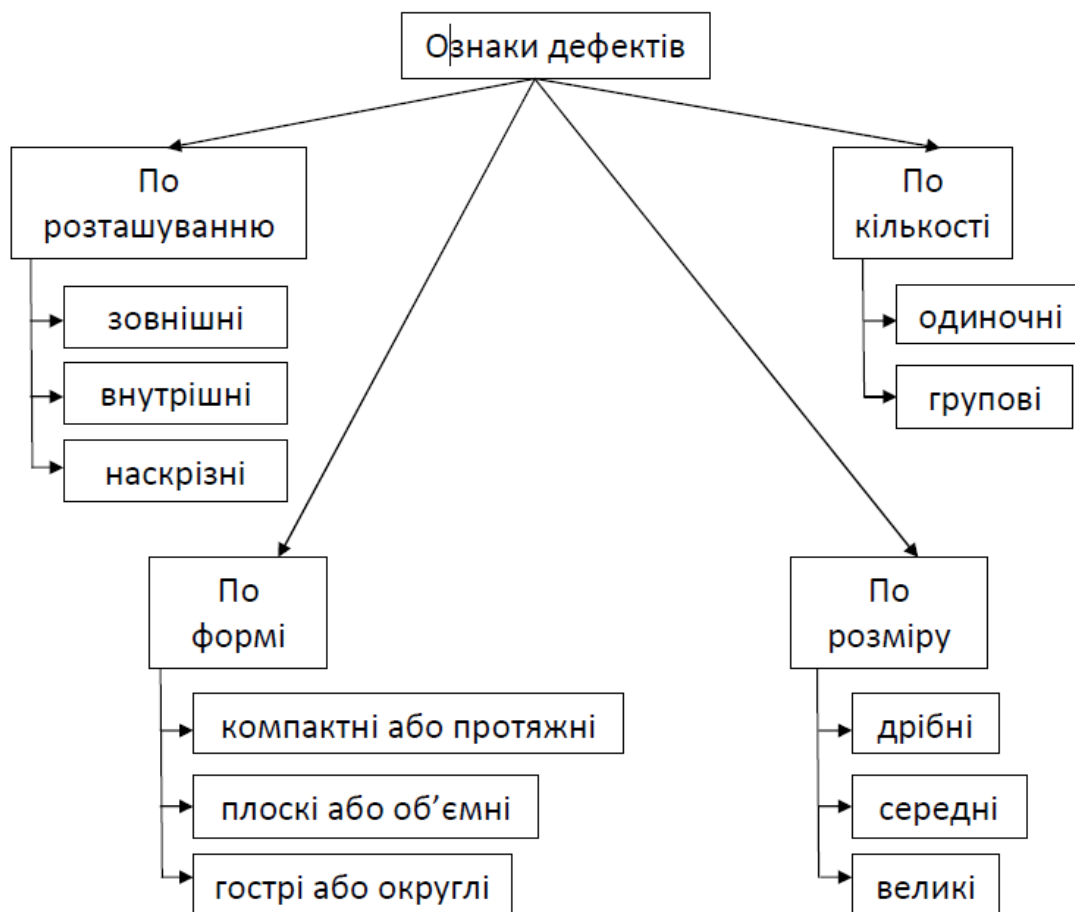 Ознаки дефектів
По
розташуванню
зовнішні
внутрішні
наскрізні
По
кількості
одиночні
групові
По
формі
компактні або протяжні
плоскі або об’ємні
гострі або округлі
По
розміру
дрібні
середні
великі